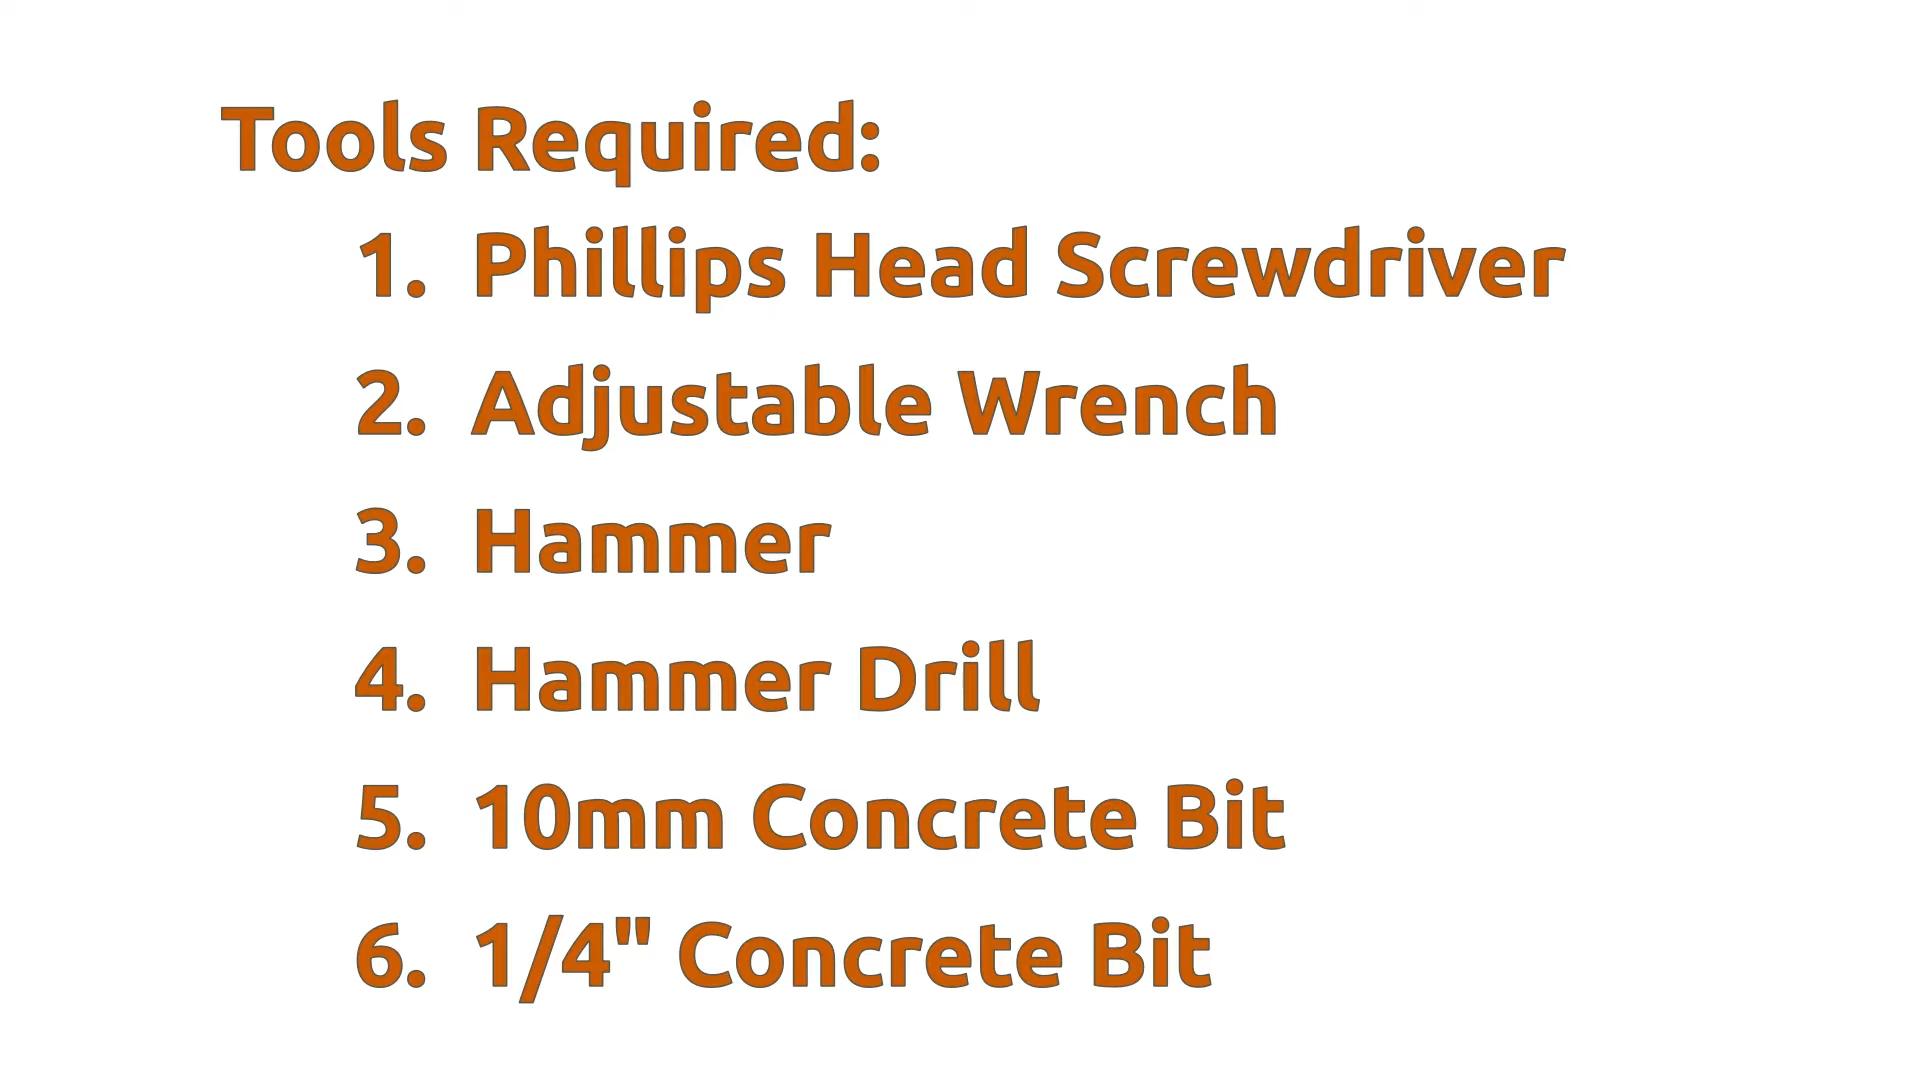 Tools Required:
1. Phillips Head Screwdriver
2. Adjustable Wrench
3. Hammer
4. Hammer Drill
5. 10mm Concrete Bit
6. 1/4" Concrete Bit